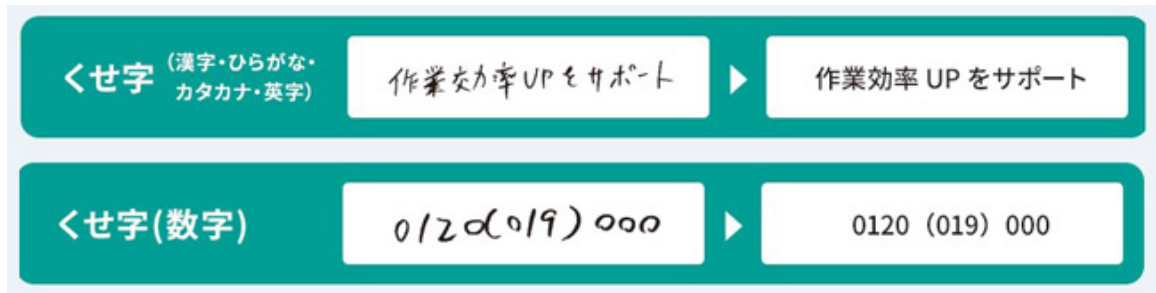 くせ字 (漢字・ひらがな・カタカナ・英字)
作業効率UPをサポート
作業効率 UP をサポート
くせ字(数字)
0120(019)000
0120（019）000